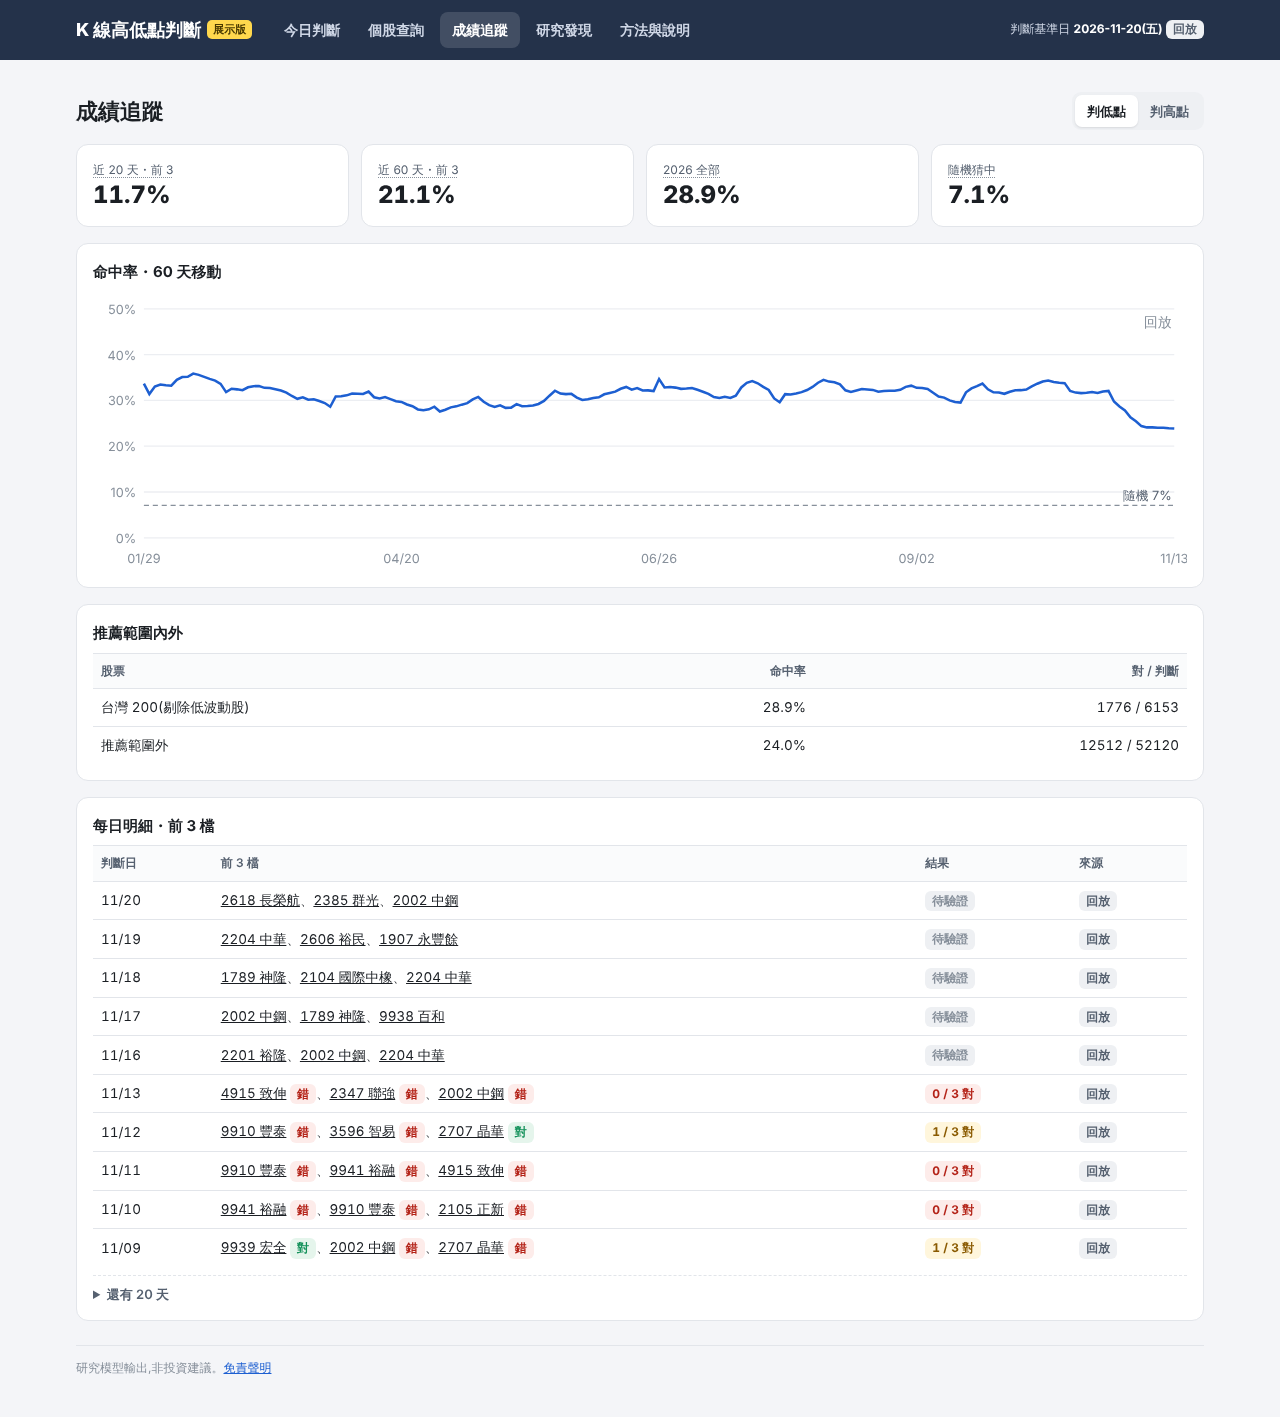 K 線高低點判斷 展示版 今日判斷 個股查詢 成績追蹤 研究發現 方法與說明 判斷基準日 2026-11-20(五) 回放
成績追蹤 判低點 判高點
近 20 天・前 3 近 60 天・前 3 2026 全部 隨機猜中
11.7% 21.1% 28.9% 7.1%
命中率・60 天移動
50%
回放
40%
30%
20%
10%
隨機 7%
0%
01/29 04/20 06/26 09/02 11/13
推薦範圍內外
股票 命中率 對 / 判斷
台灣 200(剔除低波動股) 28.9% 1776 / 6153
推薦範圍外 24.0% 12512 / 52120
每日明細・前 3 檔
判斷日 前 3 檔 結果 來源
11/20 2618 長榮航、2385 群光、2002 中鋼 待驗證 回放
11/19 2204 中華、2606 裕民、1907 永豐餘 待驗證 回放
11/18 1789 神隆、2104 國際中橡、2204 中華 待驗證 回放
11/17 2002 中鋼、1789 神隆、9938 百和 待驗證 回放
11/16 2201 裕隆、2002 中鋼、2204 中華 待驗證 回放
11/13 4915 致伸 錯、2347 聯強 錯、2002 中鋼 錯 0 / 3 對 回放
11/12 9910 豐泰 錯、3596 智易 錯、2707 晶華 對 1 / 3 對 回放
11/11 9910 豐泰 錯、9941 裕融 錯、4915 致伸 錯 0 / 3 對 回放
11/10 9941 裕融 錯、9910 豐泰 錯、2105 正新 錯 0 / 3 對 回放
11/09 9939 宏全 對、2002 中鋼 錯、2707 晶華 錯 1 / 3 對 回放
▶ 還有 20 天
研究模型輸出,非投資建議。免責聲明